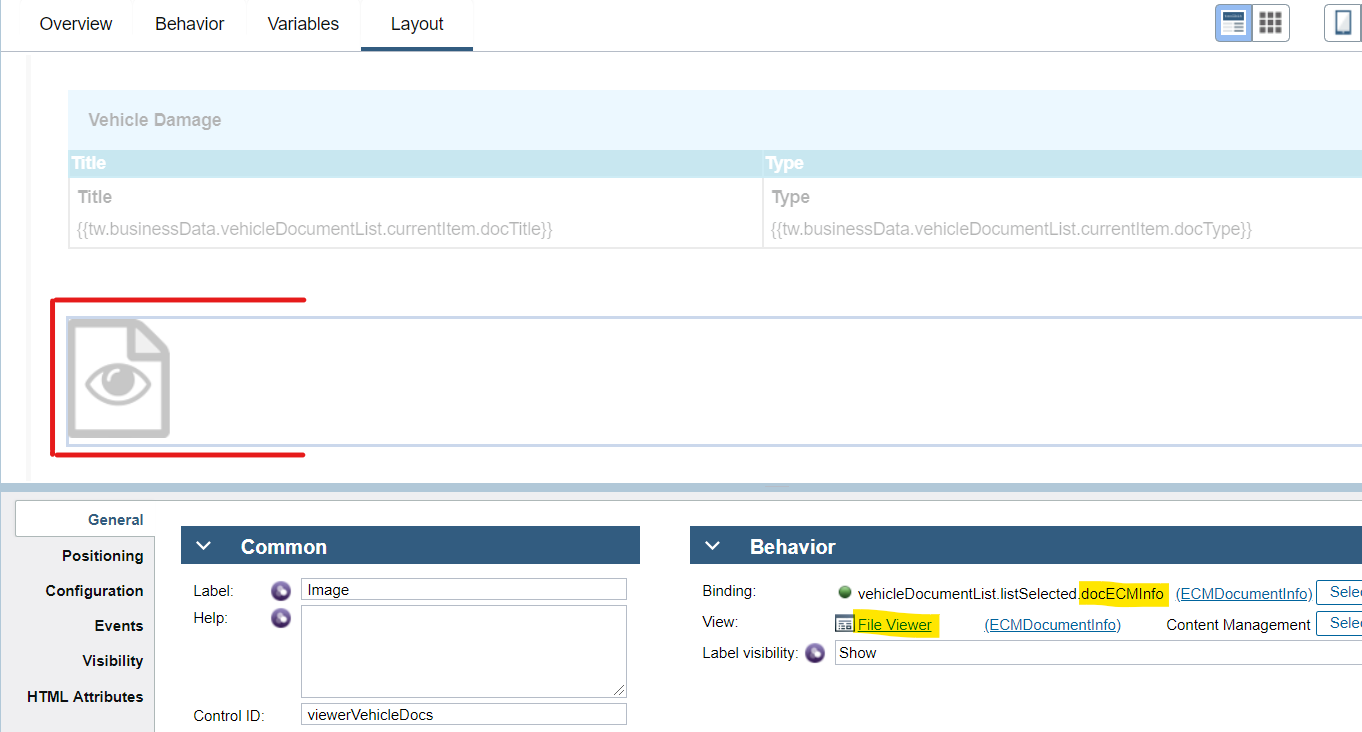 Overview Behavior Variables Layout
Vehicle Damage
Title Type
Title Type
{{tw.businessData.vehicleDocumentList.currentItem.docTitle}} {{tw.businessData.vehicleDocumentList.currentItem.docType}}
General
Positioning
Configuration
Events
Visibility
HTML Attributes
Common
Label: Image
Help:
Control ID: viewerVehicleDocs
Behavior
Binding: vehicleDocumentList.listSelected.docECMInfo (ECMDocumentInfo) Sele
View: File Viewer (ECMDocumentInfo) Content Management Sele
Label visibility: Show